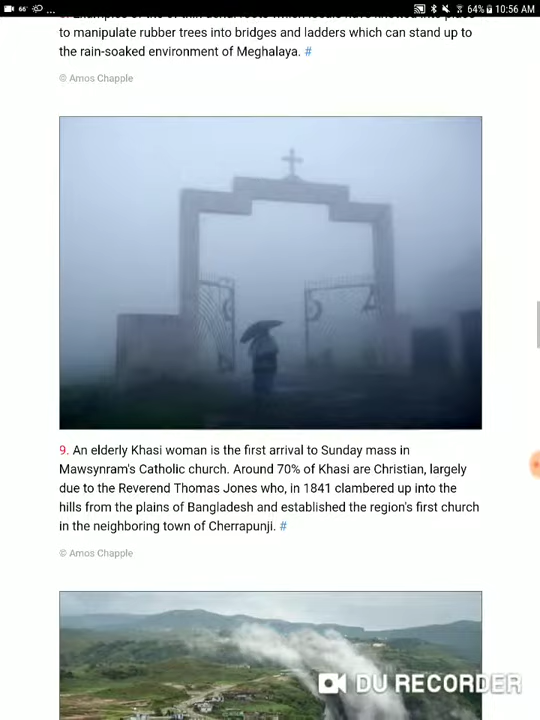 66°
64% 10:56 AM
to manipulate rubber trees into bridges and ladders which can stand up to
the rain-soaked environment of Meghalaya. #
© Amos Chapple
9. An elderly Khasi woman is the first arrival to Sunday mass in
Mawsynram's Catholic church. Around 70% of Khasi are Christian, largely
due to the Reverend Thomas Jones who, in 1841 clambered up into the
hills from the plains of Bangladesh and established the region's first church
in the neighboring town of Cherrapunji. #
© Amos Chapple
DU RECORDER